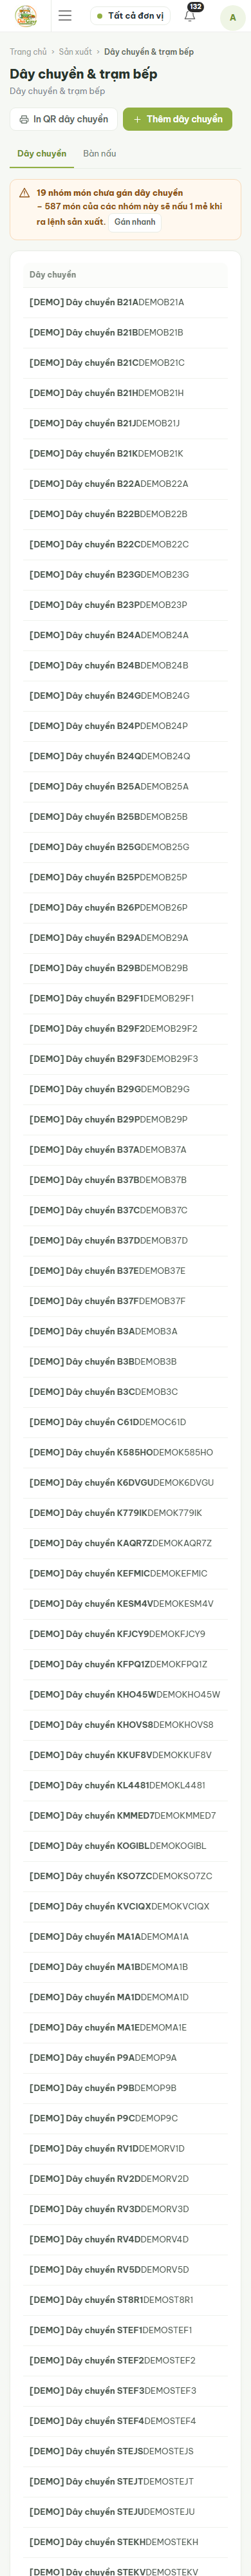 Tất cả đơn vị
132
A
Trang chủ > Sản xuất > Dây chuyền & trạm bếp
Dây chuyền & trạm bếp
Dây chuyền & trạm bếp
In QR dây chuyền
+ Thêm dây chuyền
Dây chuyền
Bàn nấu
19 nhóm món chưa gán dây chuyền
– 587 món của các nhóm này sẽ nấu 1 mẻ khi
ra lệnh sản xuất. Gán nhanh
Dây chuyền
[DEMO] Dây chuyền B21ADEMOB21A
[DEMO] Dây chuyền B21BDEMOB21B
[DEMO] Dây chuyền B21CDEMOB21C
[DEMO] Dây chuyền B21HDEMOB21H
[DEMO] Dây chuyền B21JDEMOB21J
[DEMO] Dây chuyền B21KDEMOB21K
[DEMO] Dây chuyền B22ADEMOB22A
[DEMO] Dây chuyền B22BDEMOB22B
[DEMO] Dây chuyền B22CDEMOB22C
[DEMO] Dây chuyền B23GDEMOB23G
[DEMO] Dây chuyền B23PDEMOB23P
[DEMO] Dây chuyền B24ADEMOB24A
[DEMO] Dây chuyền B24BDEMOB24B
[DEMO] Dây chuyền B24GDEMOB24G
[DEMO] Dây chuyền B24PDEMOB24P
[DEMO] Dây chuyền B24QDEMOB24Q
[DEMO] Dây chuyền B25ADEMOB25A
[DEMO] Dây chuyền B25BDEMOB25B
[DEMO] Dây chuyền B25GDEMOB25G
[DEMO] Dây chuyền B25PDEMOB25P
[DEMO] Dây chuyền B26PDEMOB26P
[DEMO] Dây chuyền B29ADEMOB29A
[DEMO] Dây chuyền B29BDEMOB29B
[DEMO] Dây chuyền B29F1DEMOB29F1
[DEMO] Dây chuyền B29F2DEMOB29F2
[DEMO] Dây chuyền B29F3DEMOB29F3
[DEMO] Dây chuyền B29GDEMOB29G
[DEMO] Dây chuyền B29PDEMOB29P
[DEMO] Dây chuyền B37ADEMOB37A
[DEMO] Dây chuyền B37BDEMOB37B
[DEMO] Dây chuyền B37CDEMOB37C
[DEMO] Dây chuyền B37DDEMOB37D
[DEMO] Dây chuyền B37EDEMOB37E
[DEMO] Dây chuyền B37FDEMOB37F
[DEMO] Dây chuyền B3ADEMOB3A
[DEMO] Dây chuyền B3BDEMOB3B
[DEMO] Dây chuyền B3CDEMOB3C
[DEMO] Dây chuyền C61DDEMOC61D
[DEMO] Dây chuyền K585HODEMOK585HO
[DEMO] Dây chuyền K6DVGUDEMOK6DVGU
[DEMO] Dây chuyền K779IKDEMOK779IK
[DEMO] Dây chuyền KAQR7ZDEMOKAQR7Z
[DEMO] Dây chuyền KEFMICDEMOKEFMIC
[DEMO] Dây chuyền KESM4VDEMOKESM4V
[DEMO] Dây chuyền KFJCY9DEMOKFJCY9
[DEMO] Dây chuyền KFPQ1ZDEMOKFPQ1Z
[DEMO] Dây chuyền KHO45WDEMOKHO45W
[DEMO] Dây chuyền KHOVS8DEMOKHOVS8
[DEMO] Dây chuyền KKUF8VDEMOKKUF8V
[DEMO] Dây chuyền KL4481DEMOKL4481
[DEMO] Dây chuyền KMMED7DEMOKMMED7
[DEMO] Dây chuyền KOGIBLDEMOKOGIBL
[DEMO] Dây chuyền KSO7ZCDEMOKSO7ZC
[DEMO] Dây chuyền KVCIQXDEMOKVCIQX
[DEMO] Dây chuyền MA1ADEMOMA1A
[DEMO] Dây chuyền MA1BDEMOMA1B
[DEMO] Dây chuyền MA1DDEMOMA1D
[DEMO] Dây chuyền MA1EDEMOMA1E
[DEMO] Dây chuyền P9ADEMOP9A
[DEMO] Dây chuyền P9BDEMOP9B
[DEMO] Dây chuyền P9CDEMOP9C
[DEMO] Dây chuyền RV1DDEMORV1D
[DEMO] Dây chuyền RV2DDEMORV2D
[DEMO] Dây chuyền RV3DDEMORV3D
[DEMO] Dây chuyền RV4DDEMORV4D
[DEMO] Dây chuyền RV5DDEMORV5D
[DEMO] Dây chuyền ST8R1DEMOST8R1
[DEMO] Dây chuyền STEF1DEMOSTEF1
[DEMO] Dây chuyền STEF2DEMOSTEF2
[DEMO] Dây chuyền STEF3DEMOSTEF3
[DEMO] Dây chuyền STEF4DEMOSTEF4
[DEMO] Dây chuyền STEJSDEMOSTEJS
[DEMO] Dây chuyền STEJTDEMOSTEJT
[DEMO] Dây chuyền STEJUDEMOSTEJU
[DEMO] Dây chuyền STEKHDEMOSTEKH
[DEMO] Dây chuyền STEKVDEMOSTEKV